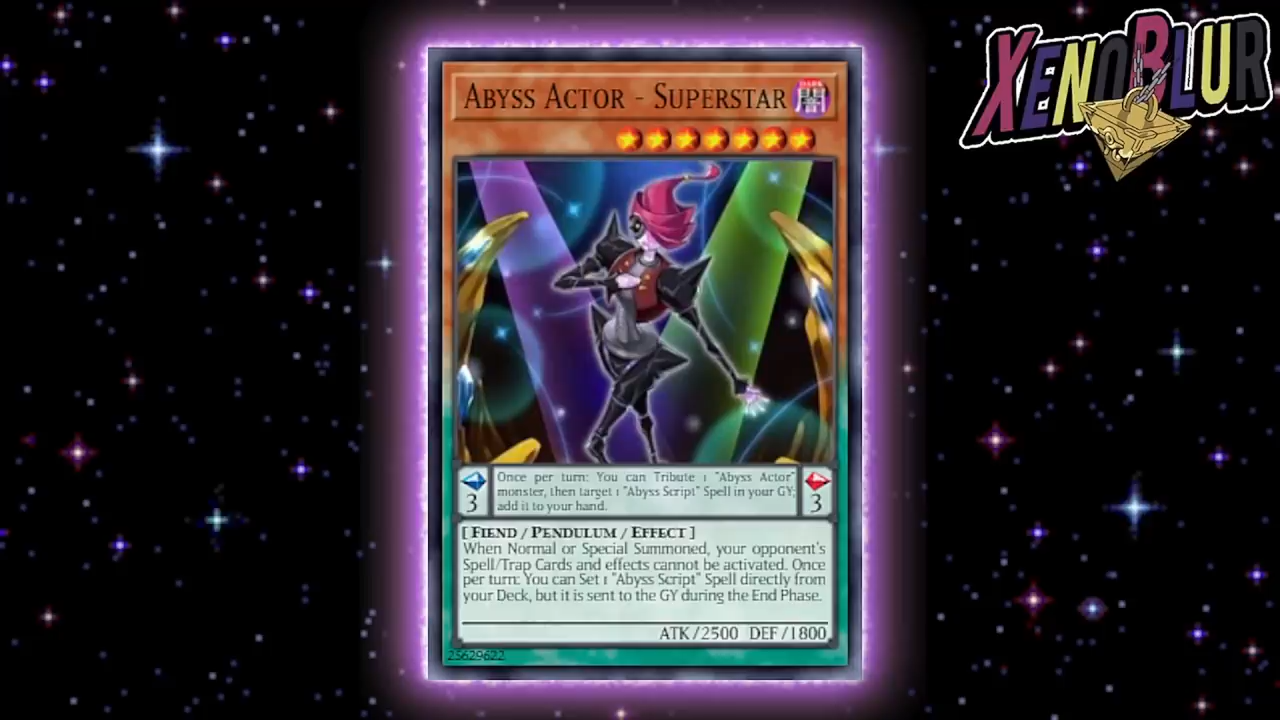 XENOBLUR
ABYSS ACTOR - SUPERSTAR
DARK
闇
Once per turn: You can Tribute 1 "Abyss Actor"
monster, then target 1 "Abyss Script" Spell in your GY;
add it to your hand.
3
3
[ FIEND / PENDULUM / EFFECT ]
When Normal or Special Summoned, your opponent's
Spell/Trap Cards and effects cannot be activated. Once
per turn: You can Set 1 "Abyss Script" Spell directly from
your Deck, but it is sent to the GY during the End Phase.
ATK/2500 DEF/1800
25629622